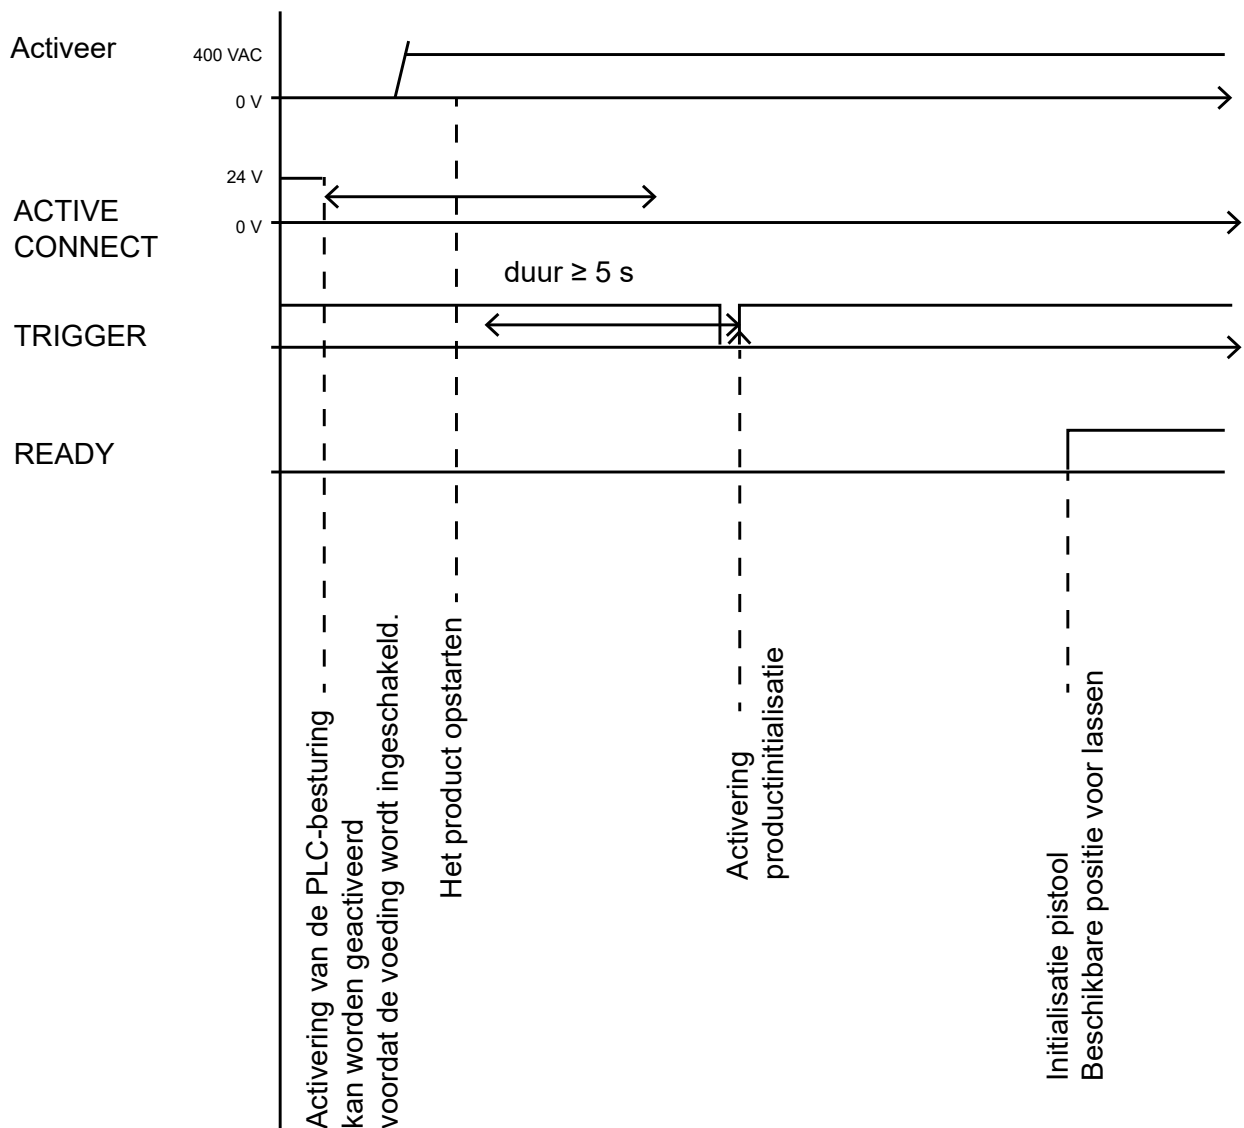 Activeer
400 VAC
0 V
24 V
ACTIVE
CONNECT
0 V
duur ≥ 5 s
TRIGGER
READY
Activering van de PLC-besturing
kan worden geactiveerd
voordat de voeding wordt ingeschakeld.
Het product opstarten
Activering
productinitialisatie
Initialisatie pistool
Beschikbare positie voor lassen